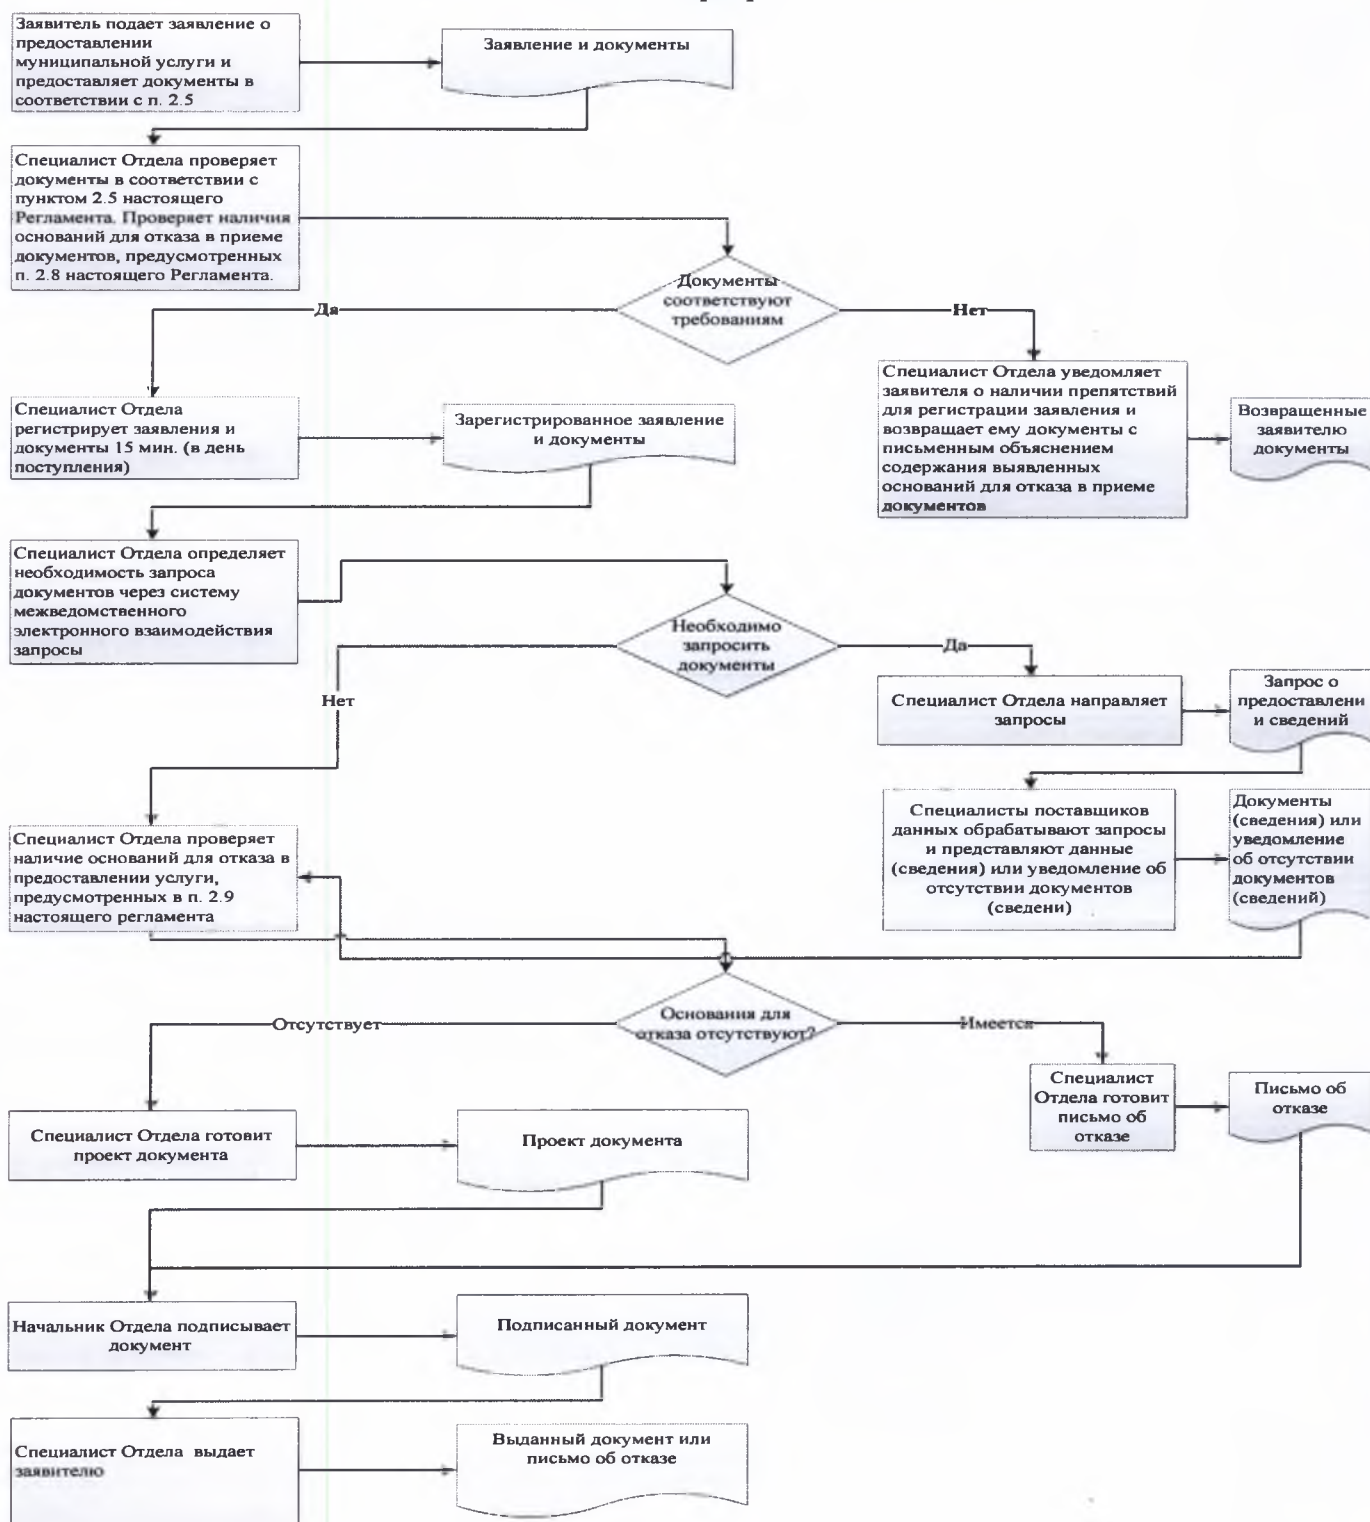 Заявитель подает заявление о
предоставлении
муниципальной услуги и
предоставляет документы в
соответствии с п. 2.5
Заявление и документы
Специалист Отдела проверяет
документы в соответствии с
пунктом 2.5 настоящего
Регламента. Проверяет наличия
оснований для отказа в приеме
документов, предусмотренных
п. 2.8 настоящего Регламента.
Документы
соответствуют
требованиям
Да
Нет
Специалист Отдела
регистрирует заявления и
документы 15 мин. (в день
поступления)
Зарегистрированное заявление
и документы
Специалист Отдела уведомляет
заявителя о наличии препятствий
для регистрации заявления и
возвращает ему документы с
письменным объяснением
содержания выявленных
оснований для отказа в приеме
документов
Возвращенные
заявителю
документы
Специалист Отдела определяет
необходимость запроса
документов через систему
межведомственного
электронного взаимодействия
запросы
Необходимо
запросить
документы
Да
Нет
Специалист Отдела направляет
запросы
Запрос о
предоставлени
и сведений
Специалисты поставщиков
данных обрабатывают запросы
и представляют данные
(сведения) или уведомление об
отсутствии документов
(сведени)
Документы
(сведения) или
уведомление
об отсутствии
документов
(сведений)
Специалист Отдела проверяет
наличие оснований для отказа в
предоставлении услуги,
предусмотренных в п. 2.9
настоящего регламента
Основания для
отказа отсутствуют?
Отсутствует
Имеется
Специалист
Отдела готовит
письмо об
отказе
Письмо об
отказе
Специалист Отдела готовит
проект документа
Проект документа
Начальник Отдела подписывает
документ
Подписанный документ
Специалист Отдела выдает
заявителю
Выданный документ или
письмо об отказе